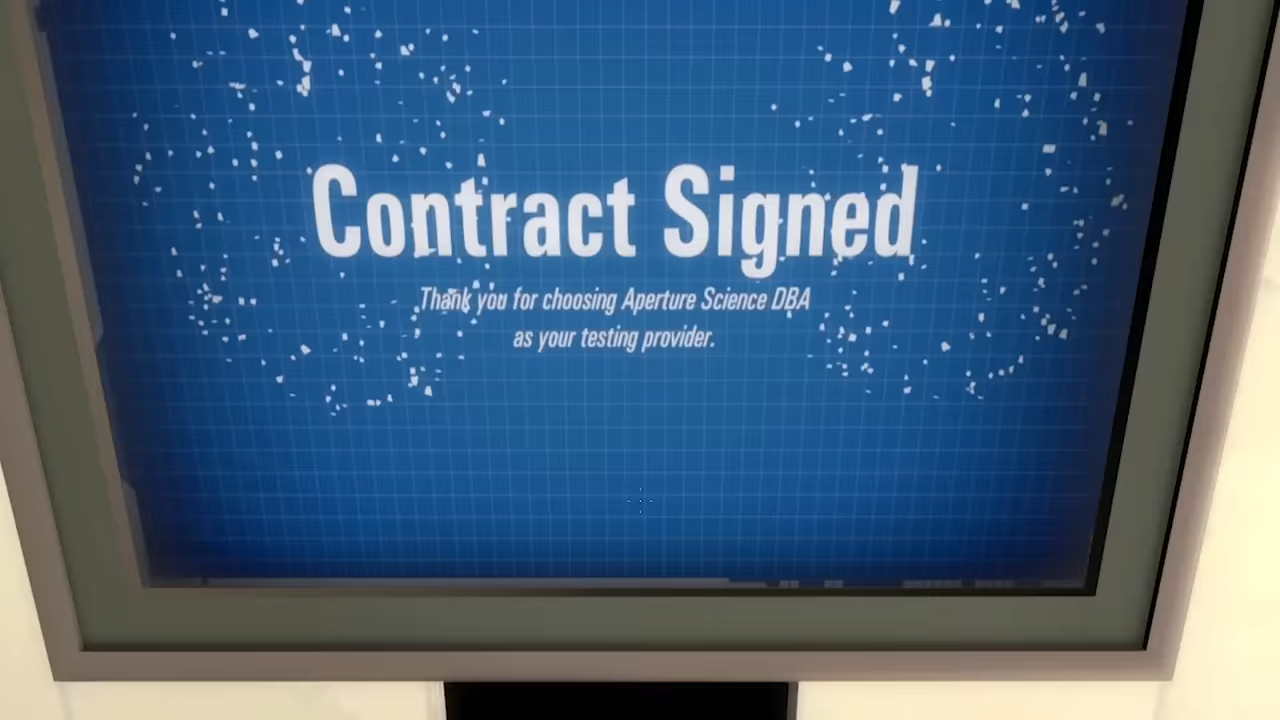 Contract Signed
Thank you for choosing Aperture Science DBA
as your testing provider.